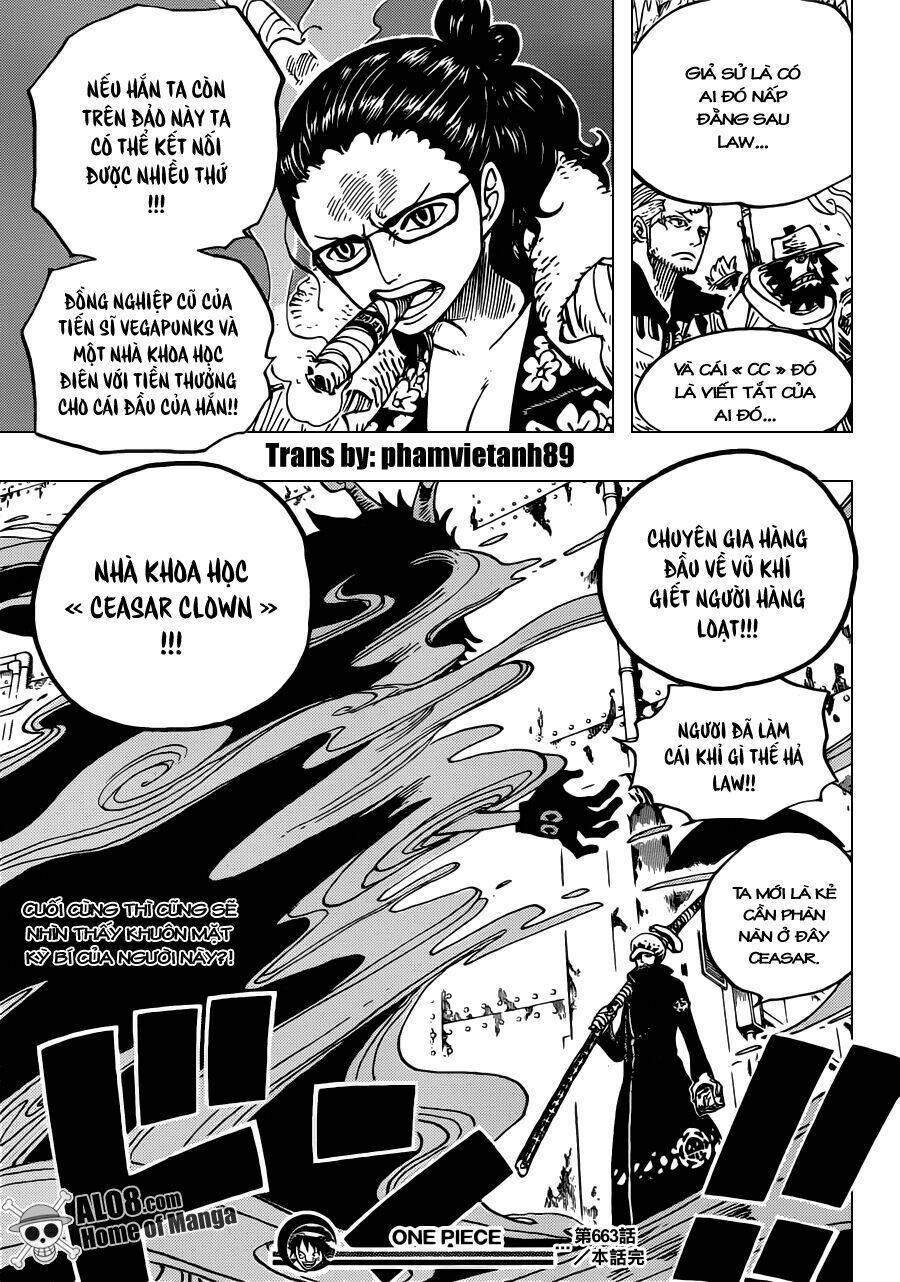 GIẢ SỬ LÀ CÓ
AI ĐÓ NẤP
ĐẰNG SAU
LAW...
VÀ CÁI « CC » ĐÓ
LÀ VIẾT TẮT CỦA
AI ĐÓ...
NẾU HẮN TA CÒN
TRÊN ĐẢO NÀY TA
CÓ THỂ KẾT NỐI
ĐƯỢC NHIỀU THỨ
!!!
ĐỒNG NGHIỆP CŨ CỦA
TIẾN SĨ VEGAPUNKS VÀ
MỘT NHÀ KHOA HỌC
ĐIÊN VỚI TIỀN THƯỞNG
CHO CÁI ĐẦU CỦA HẮN!!
Trans by: phamvietanh89
CHUYÊN GIA HÀNG
ĐẦU VỀ VŨ KHÍ
GIẾT NGƯỜI HÀNG
LOẠT!!!
NHÀ KHOA HỌC
« CEASAR CLOWN »
!!!
NGƯỜI ĐÃ LÀM
CÁI KHỈ GÌ THẾ HẢ
LAW!!
CC
TA MỚI LÀ KẺ
CẦN PHÀN
NÀN Ở ĐÂY
CEASAR.
CUỐI CÙNG THÌ CŨNG SẼ
NHÌN THẤY KHUÔN MẶT
KỲ BÍ CỦA NGƯỜI NÀY?!
ドン!!
ALO8.com
Home of Manga
ONE PIECE
第663話
/本話完